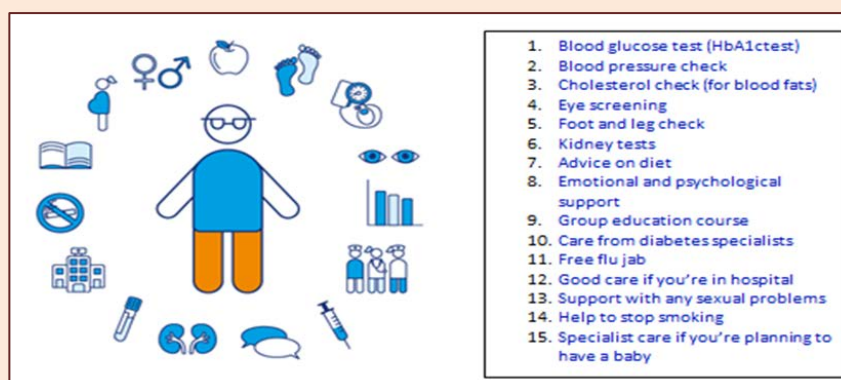 1. Blood glucose test (HbA1ctest)
2. Blood pressure check
3. Cholesterol check (for blood fats)
4. Eye screening
5. Foot and leg check
6. Kidney tests
7. Advice on diet
8. Emotional and psychological
support
9. Group education course
10. Care from diabetes specialists
11. Free flu jab
12. Good care if you're in hospital
13. Support with any sexual problems
14. Help to stop smoking
15. Specialist care if you're planning to
have a baby